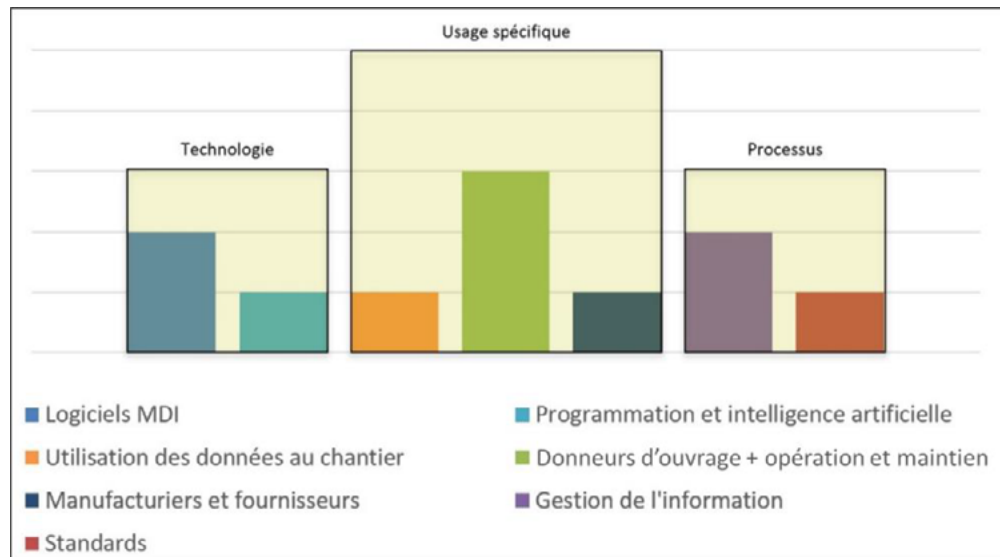 Usage spécifique
Technologie
Processus
Logiciels MDI
Programmation et intelligence artificielle
Utilisation des données au chantier
Donneurs d'ouvrage + opération et maintien
Manufacturiers et fournisseurs
Gestion de l'information
Standards